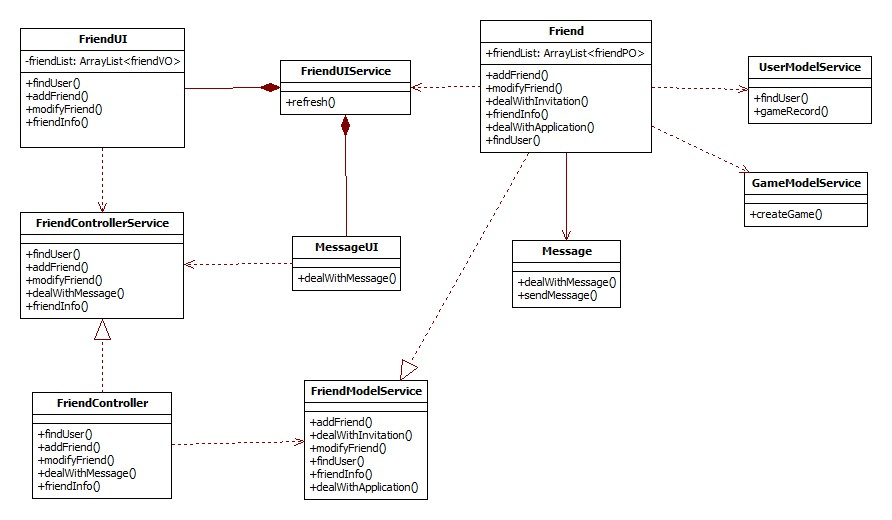 FriendUI
-friendList: ArrayList<friendVO>
+findUser()
+addFriend()
+modifyFriend()
+friendInfo()
FriendUIService
+refresh()
Friend
+friendList: ArrayList<friendPO>
+addFriend()
+modifyFriend()
+dealWithInvitation()
+friendInfo()
+dealWithApplication()
+findUser()
UserModelService
+findUser()
+gameRecord()
GameModelService
+createGame()
FriendControllerService
+findUser()
+addFriend()
+modifyFriend()
+dealWithMessage()
+friendInfo()
MessageUI
+dealWithMessage()
Message
+dealWithMessage()
+sendMessage()
FriendController
+findUser()
+addFriend()
+modifyFriend()
+dealWithMessage()
+friendInfo()
FriendModelService
+addFriend()
+dealWithInvitation()
+modifyFriend()
+findUser()
+friendInfo()
+dealWithApplication()